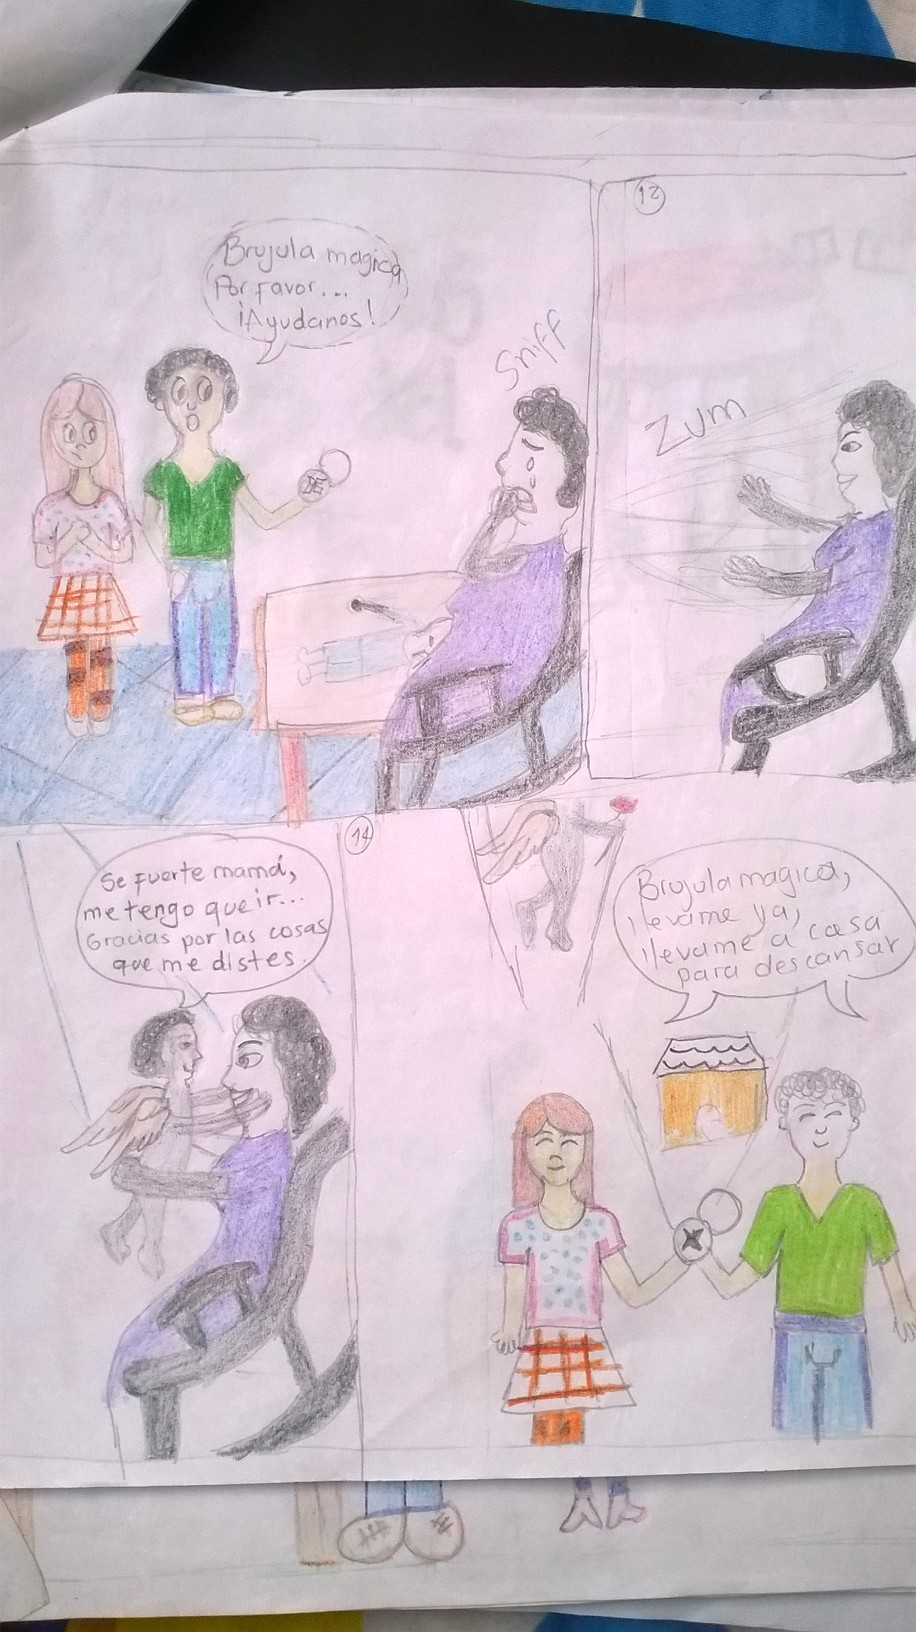 Brujula magica
Por favor...
¡Ayudanos!
Sniff
12
Zum
Se fuerte mamá,
me tengo que ir...
Gracias por las cosas
que me distes.
14
Brujula magica,
llevame ya,
llevame a casa
para descansar